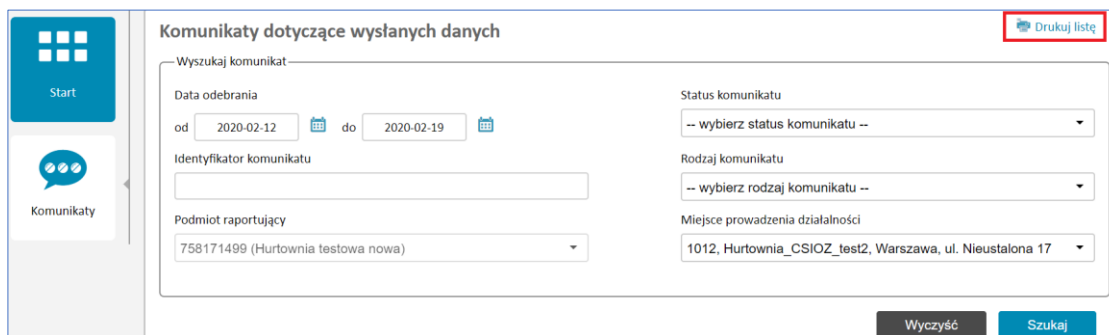 Komunikaty dotyczące wysłanych danych
Drukuj listę
Start
Komunikaty
Wyszukaj komunikat
Data odebrania
od 2020-02-12 do 2020-02-19
Identyfikator komunikatu
Podmiot raportujący
758171499 (Hurtownia testowa nowa)
Status komunikatu
-- wybierz status komunikatu --
Rodzaj komunikatu
-- wybierz rodzaj komunikatu --
Miejsce prowadzenia działalności
1012, Hurtownia_CSIOZ_test2, Warszawa, ul. Nieustalona 17
Wyczyść
Szukaj